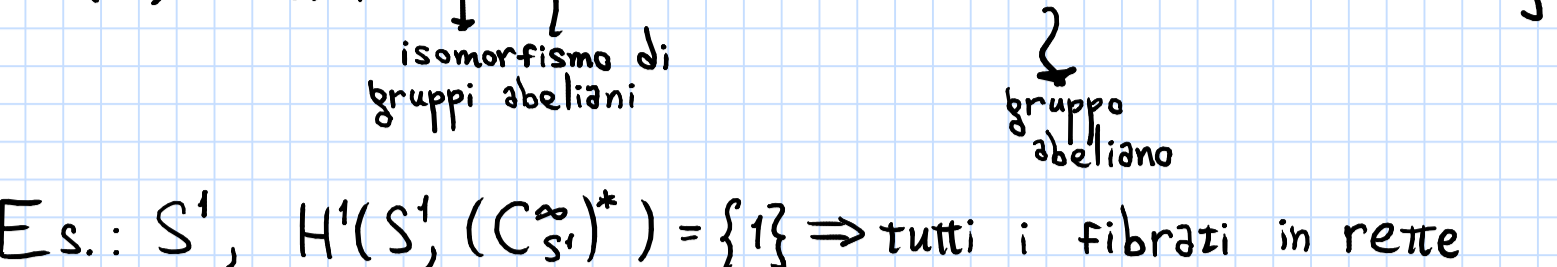 isomorfismo di
gruppi abeliani
gruppo
abeliano
Es.: S¹, H¹(S¹, (C^∞_{S¹})^*) = {1} ⇒ tutti i fibrati in rette